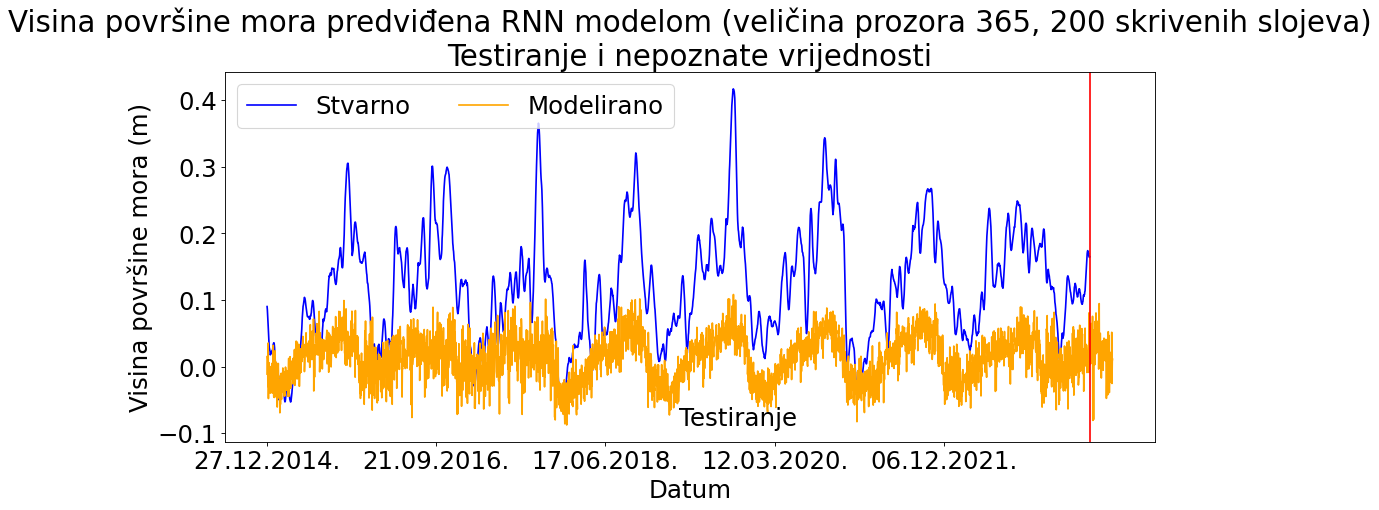 Visina površine mora predviđena RNN modelom (veličina prozora 365, 200 skrivenih slojeva)
Testiranje i nepoznate vrijednosti
Stvarno
Modelirano
Visina površine mora (m)
0.4
0.3
0.2
0.1
0.0
−0.1
Testiranje
27.12.2014.
21.09.2016.
17.06.2018.
12.03.2020.
06.12.2021.
Datum